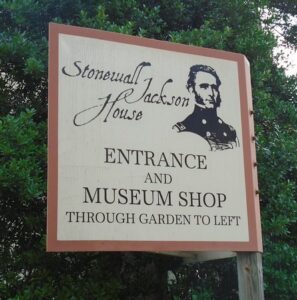 Stonewall Jackson
House
ENTRANCE
AND
MUSEUM SHOP
THROUGH GARDEN TO LEFT